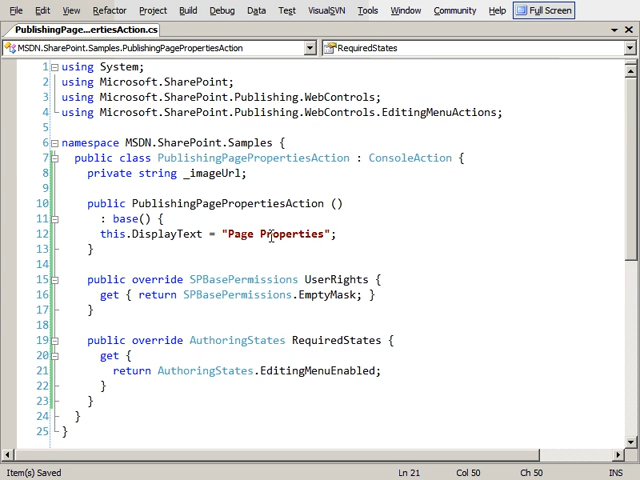 File Edit View Refactor Project Build Debug Data Test VisualSVN Tools Window Community Help Full Screen
PublishingPage...ertiesAction.cs
MSDN.SharePoint.Samples.PublishingPagePropertiesAction RequiredStates
1 using System;
2 using Microsoft.SharePoint;
3 using Microsoft.SharePoint.Publishing.WebControls;
4 using Microsoft.SharePoint.Publishing.WebControls.EditingMenuActions;
5
6 namespace MSDN.SharePoint.Samples {
7 public class PublishingPagePropertiesAction : ConsoleAction {
8 private string _imageUrl;
9
10 public PublishingPagePropertiesAction ()
11 : base() {
12 this.DisplayText = "Page Properties";
13 }
14
15 public override SPBasePermissions UserRights {
16 get { return SPBasePermissions.EmptyMask; }
17 }
18
19 public override AuthoringStates RequiredStates {
20 get {
21 return AuthoringStates.EditingMenuEnabled;
22 }
23 }
24 }
25 }
Item(s) Saved Ln 21 Col 50 Ch 50 INS